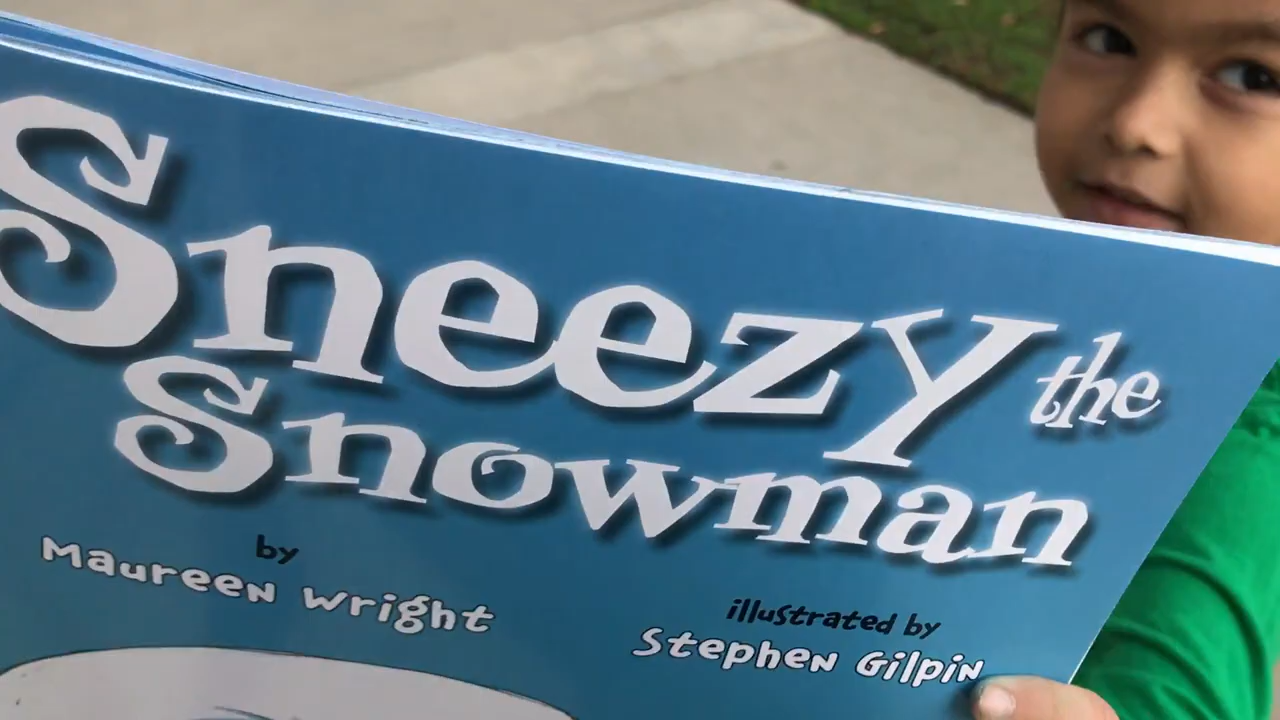 Sneezy the
Snowman
by
Maureen Wright
illustrated by
Stephen Gilpin